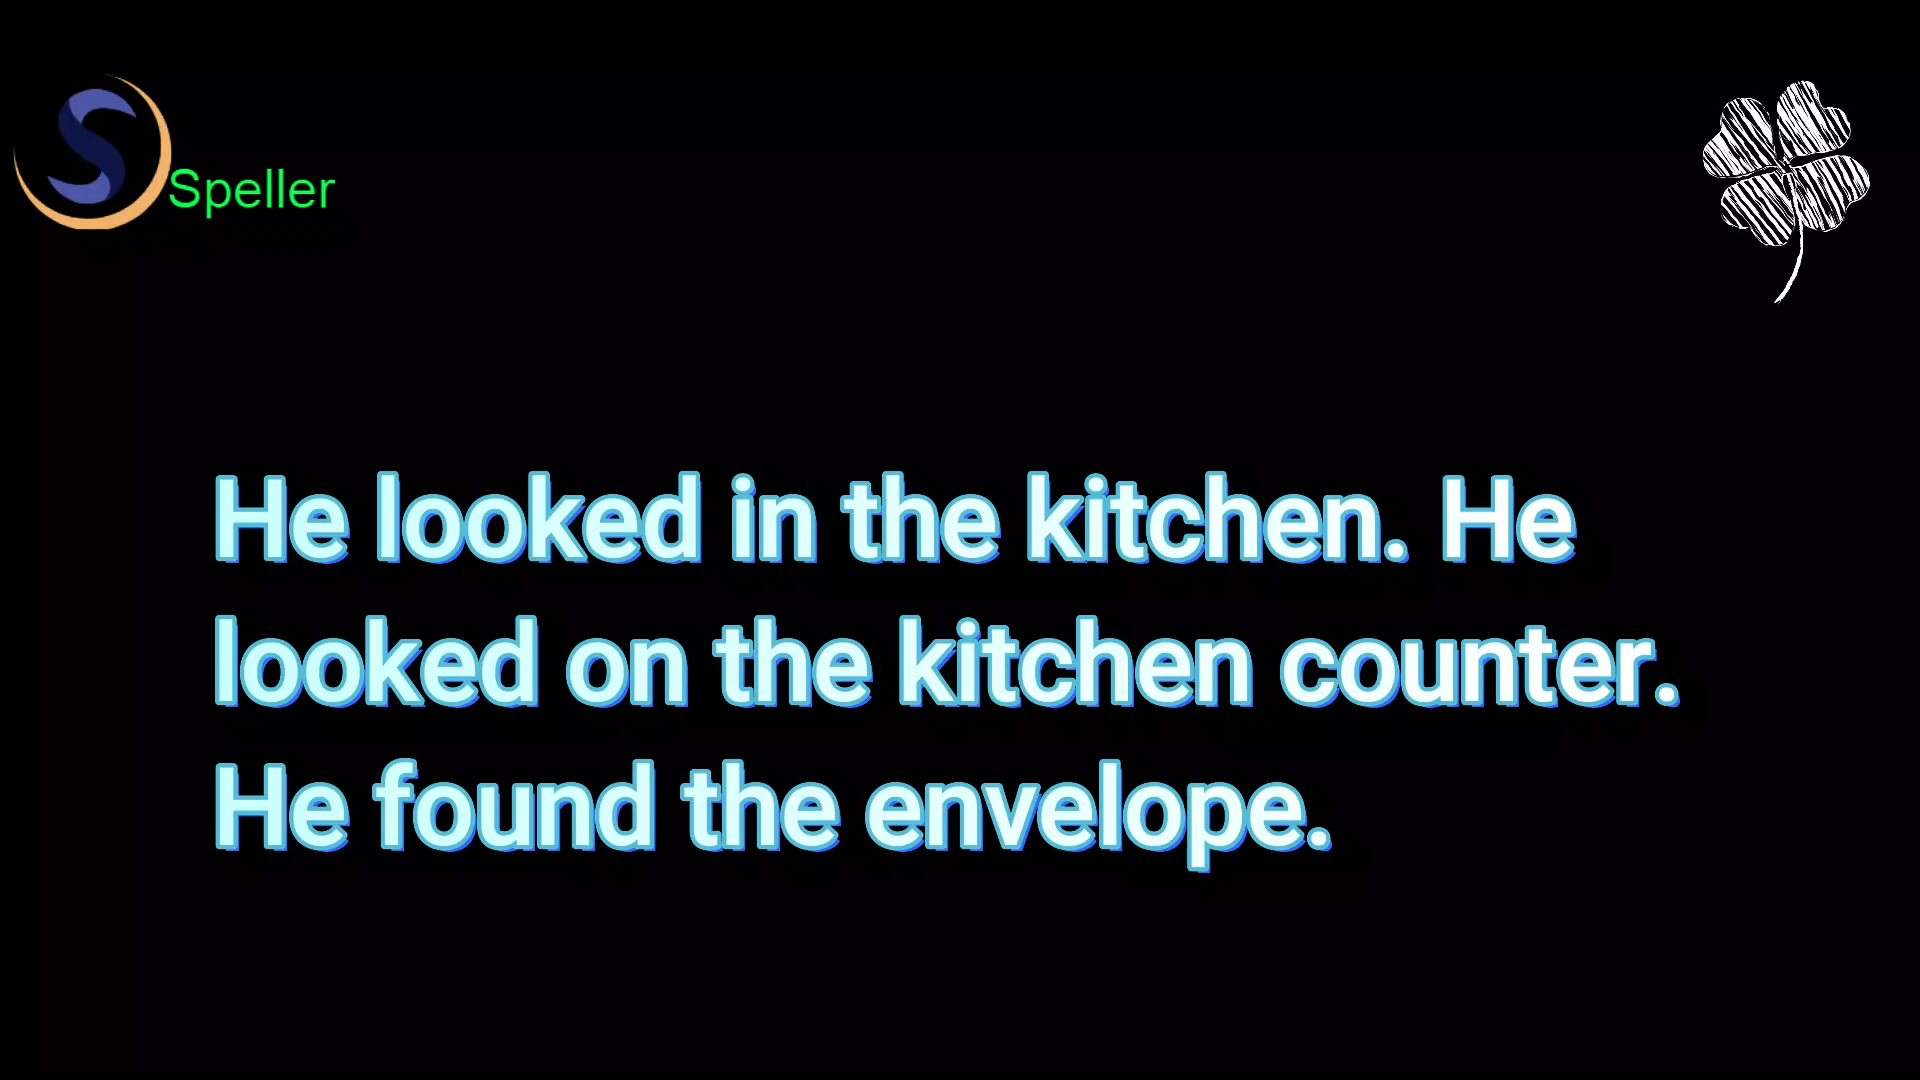 Speller
He looked in the kitchen. He
looked on the kitchen counter.
He found the envelope.